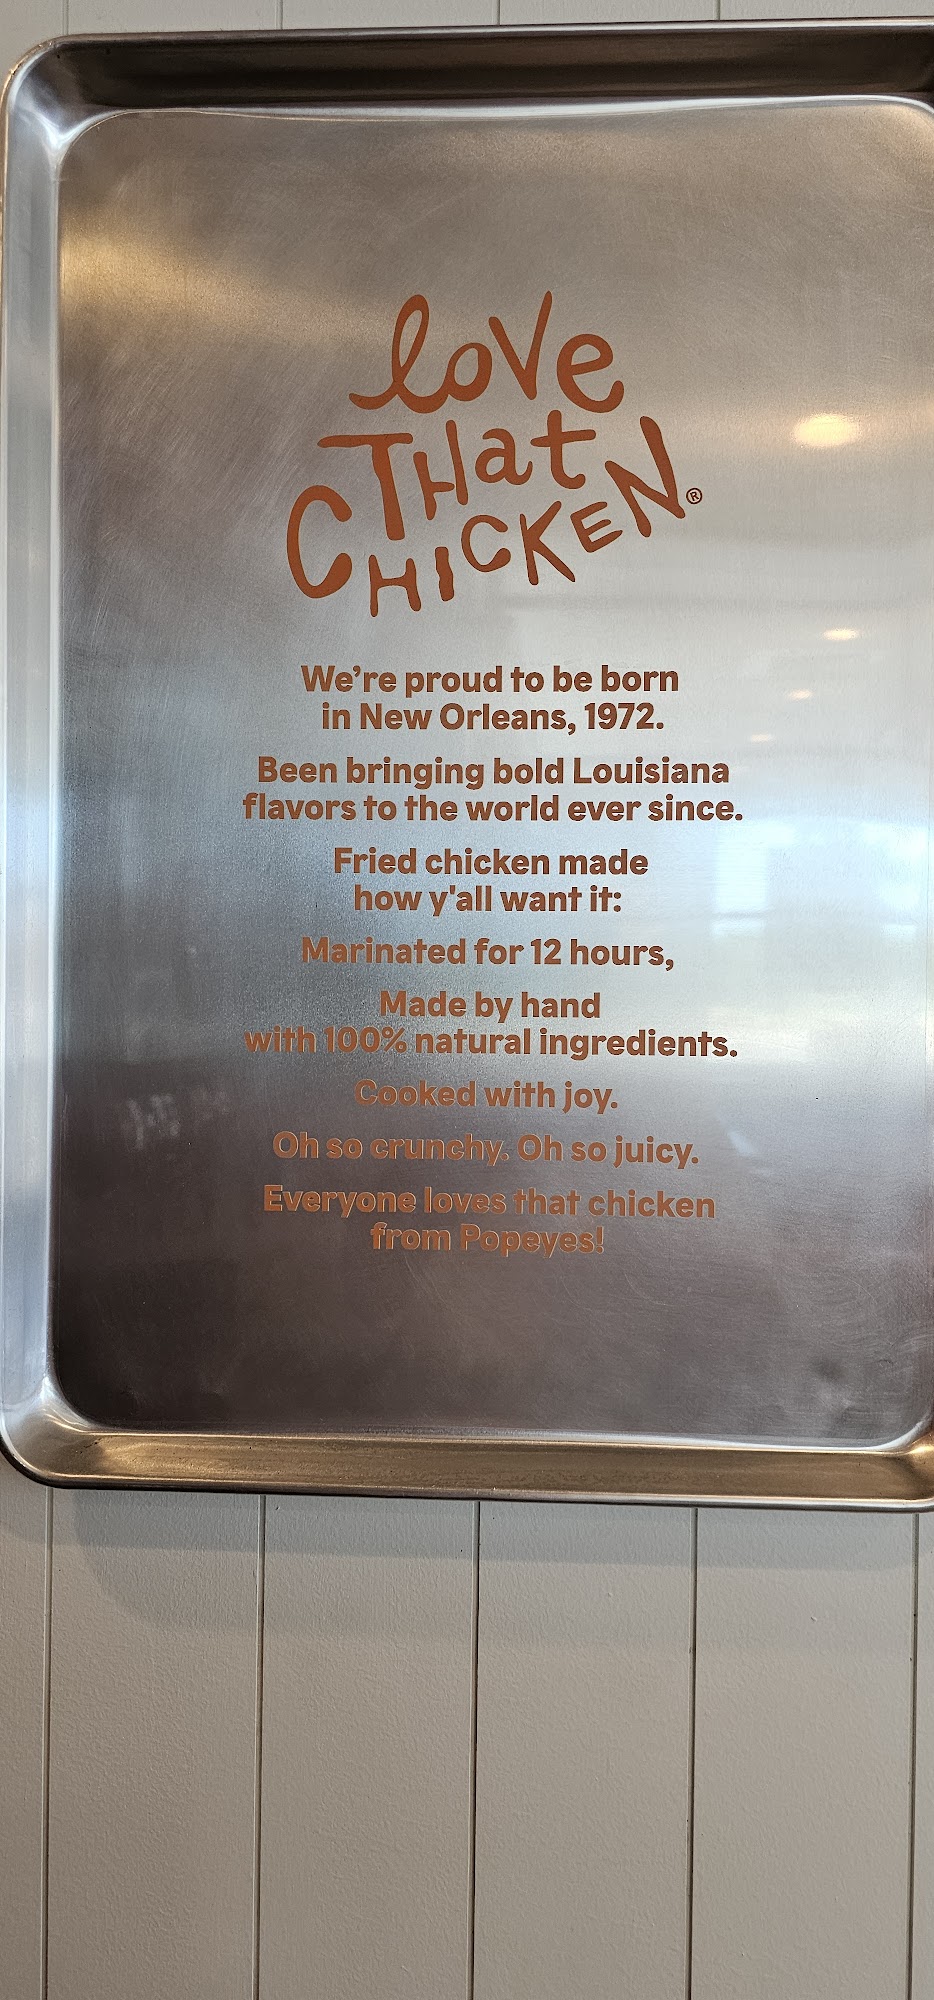 love
THat
CHICKEN®
We're proud to be born
in New Orleans, 1972.
Been bringing bold Louisiana
flavors to the world ever since.
Fried chicken made
how y'all want it:
Marinated for 12 hours,
Made by hand
with 100% natural ingredients.
Cooked with joy.
Oh so crunchy. Oh so juicy.
Everyone loves that chicken
from Popeyes!